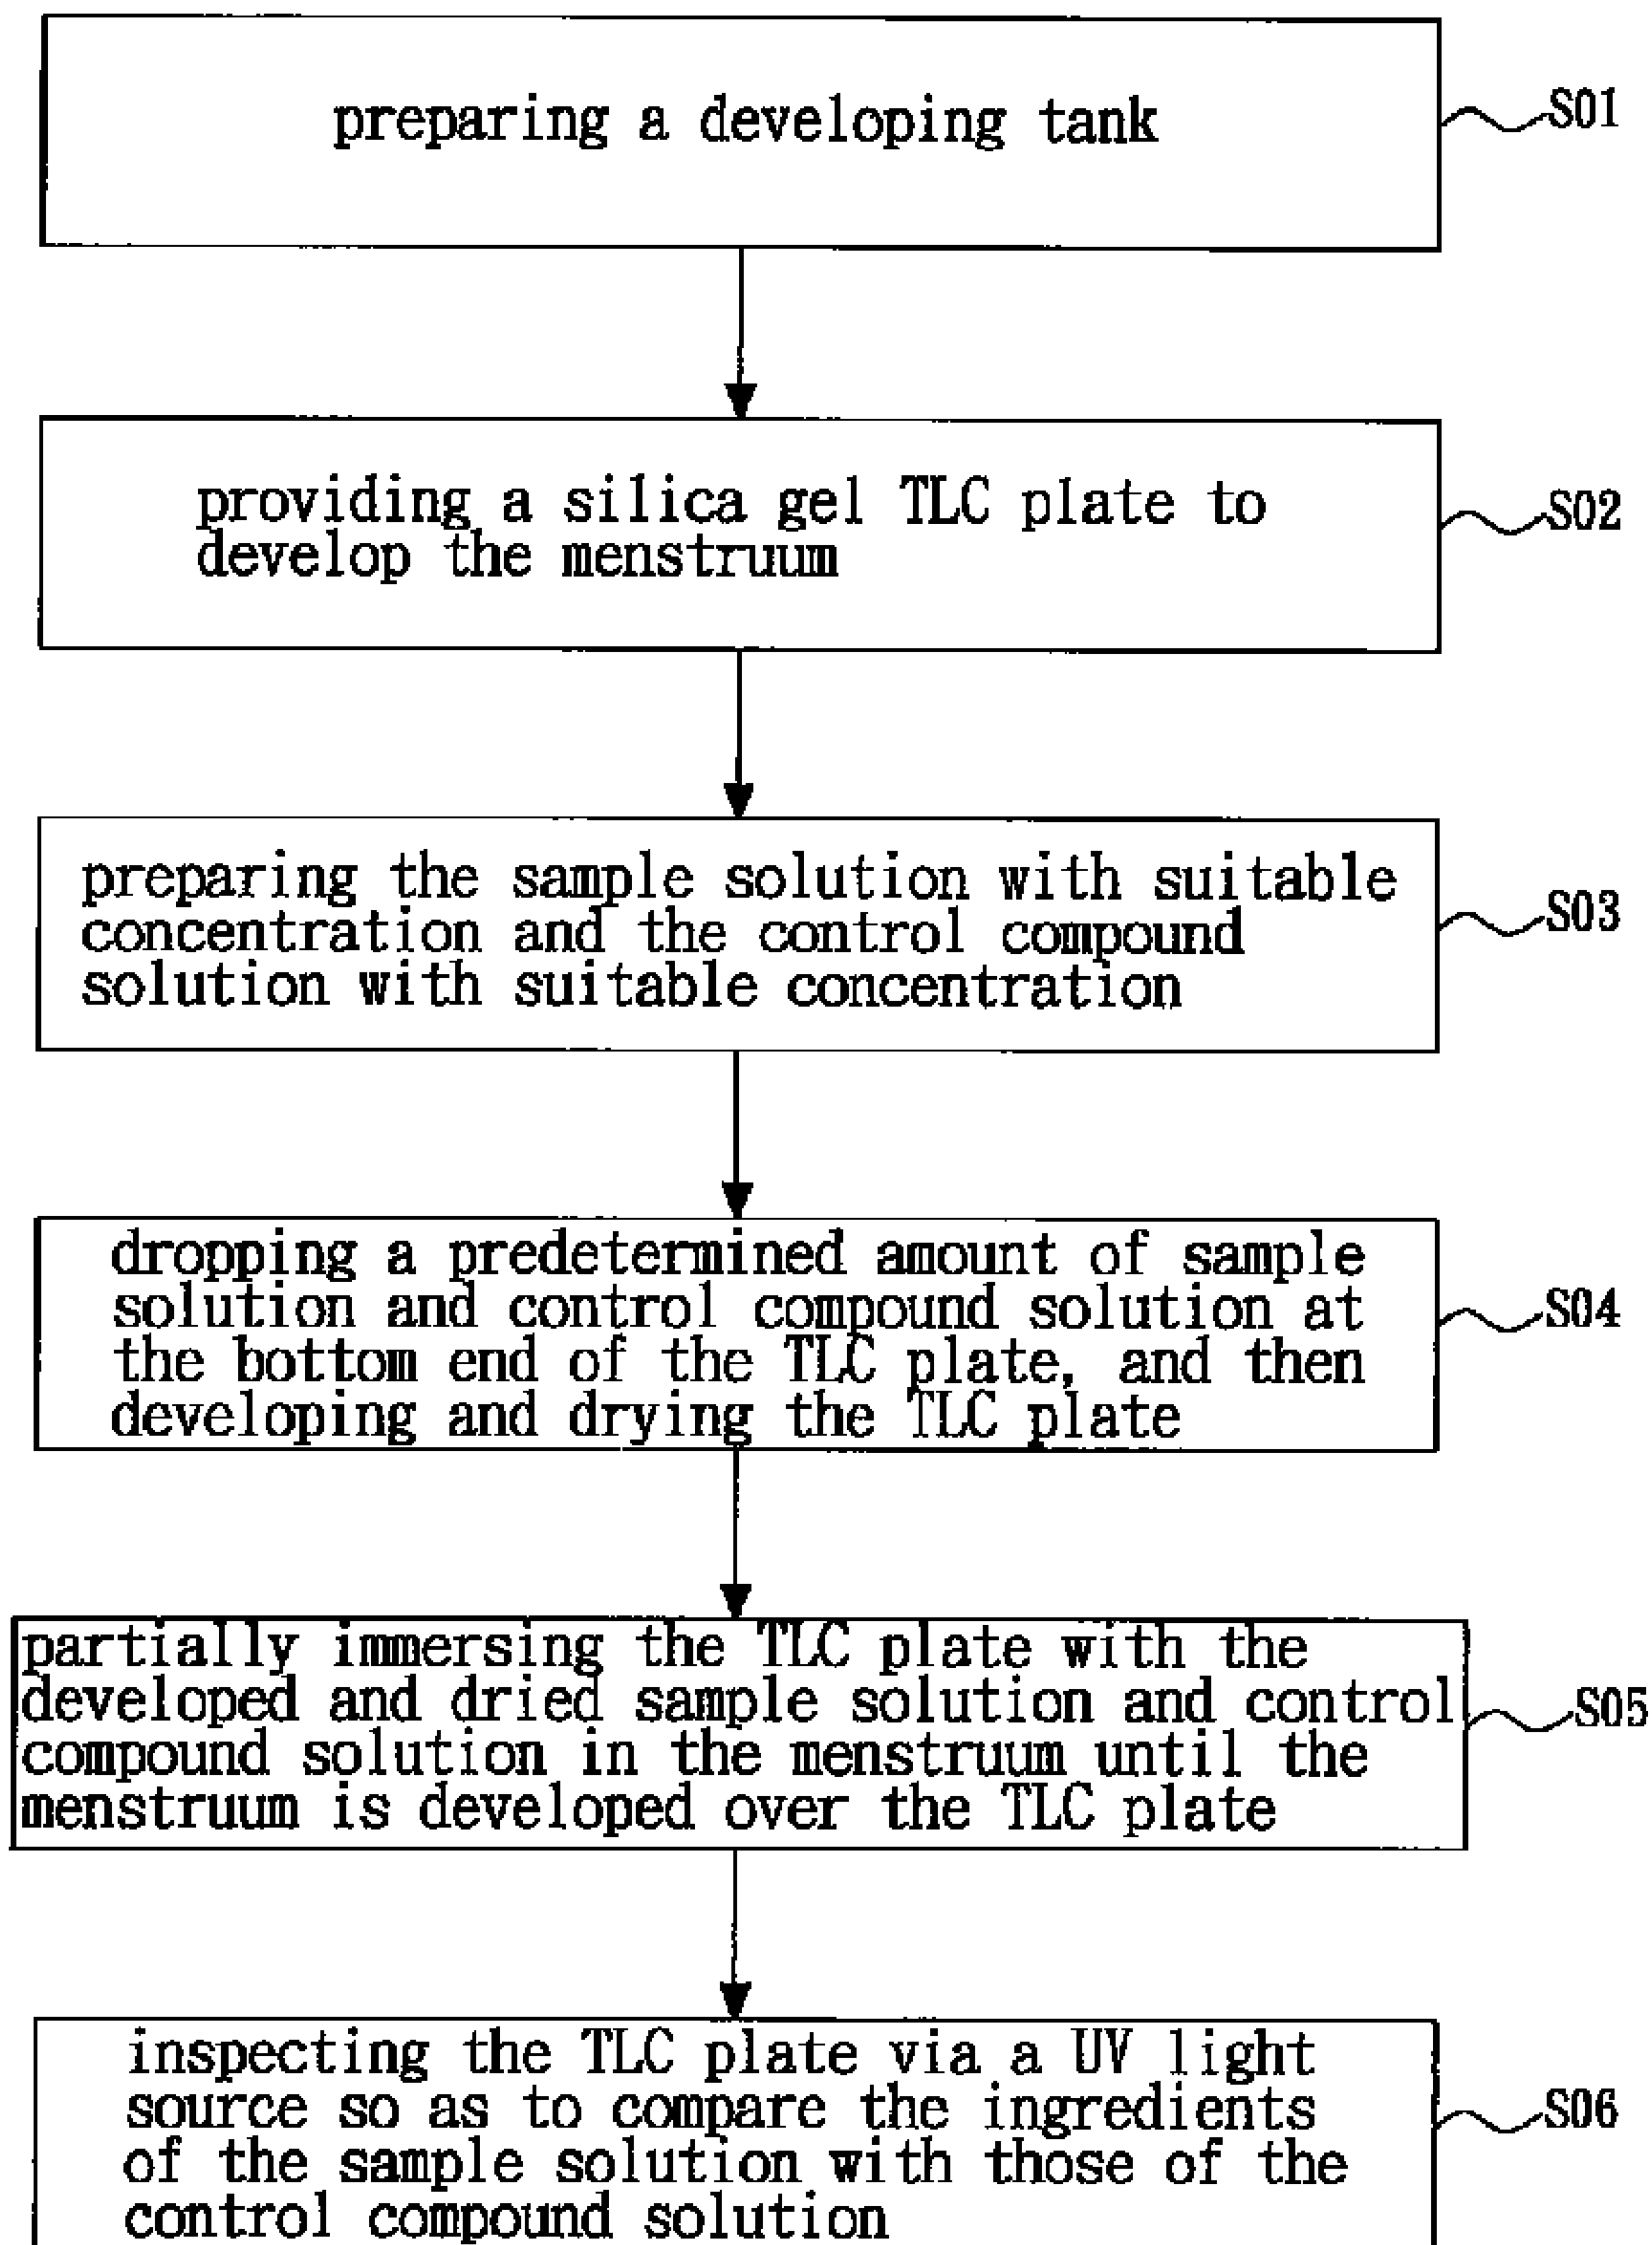 preparing a developing tank
S01
providing a silica gel TLC plate to
develop the menstruum
S02
preparing the sample solution with suitable
concentration and the control compound
solution with suitable concentration
S03
dropping a predetermined amount of sample
solution and control compound solution at
the bottom end of the TLC plate, and then
developing and drying the TLC plate
S04
partially immersing the TLC plate with the
developed and dried sample solution and control
compound solution in the menstruum until the
menstruum is developed over the TLC plate
S05
inspecting the TLC plate via a UV light
source so as to compare the ingredients
of the sample solution with those of the
control compound solution
S06